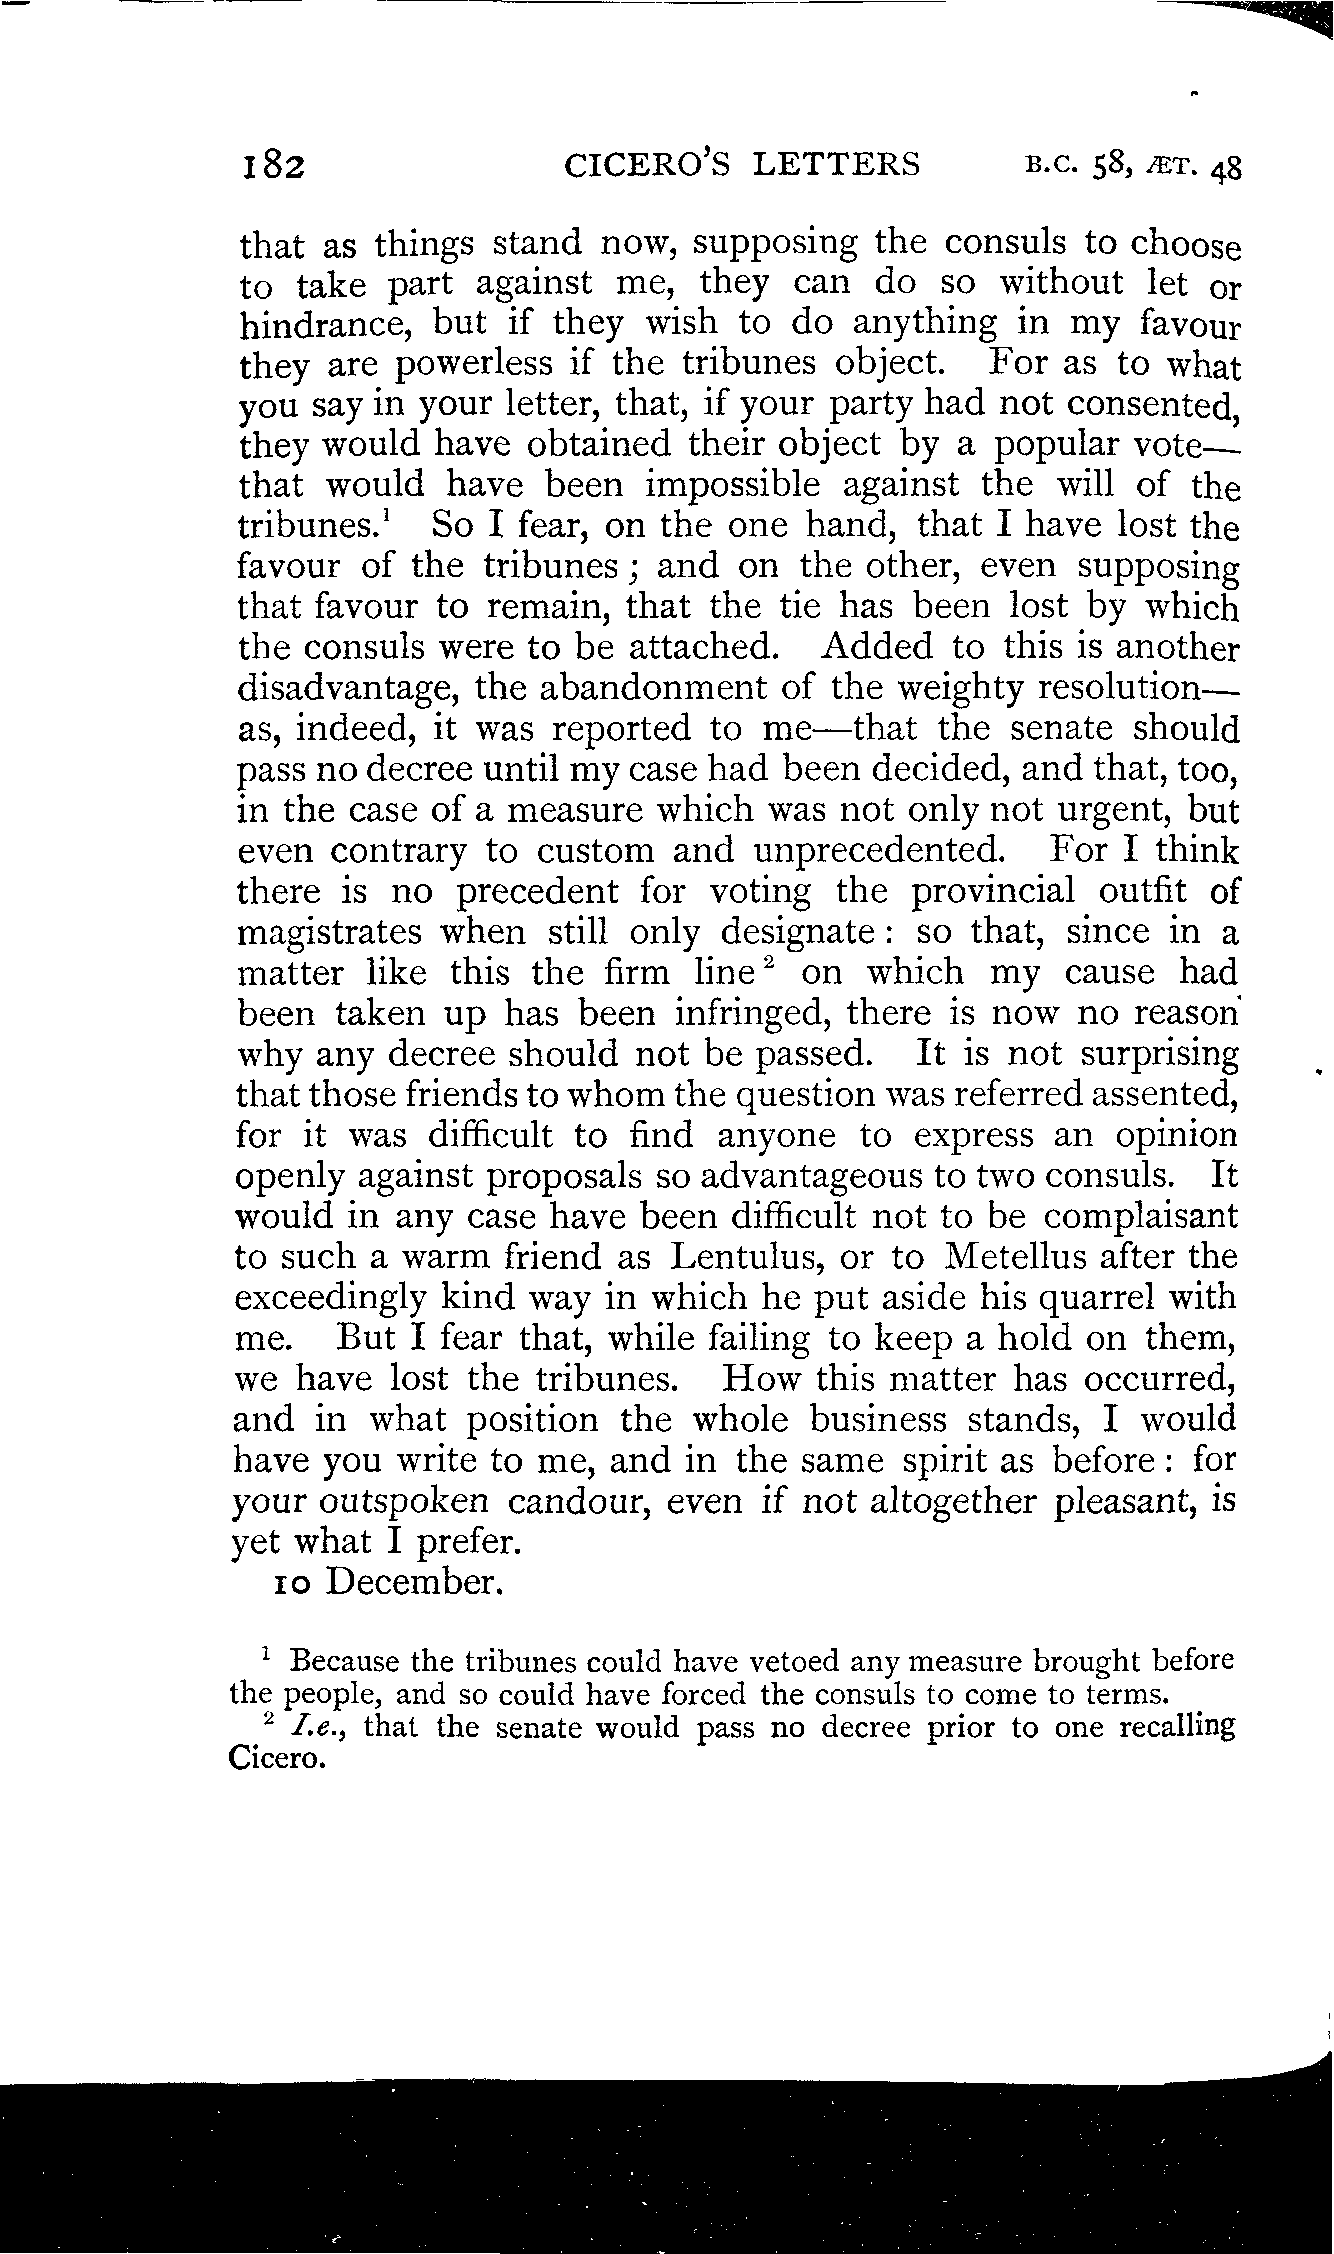 182 CICERO'S LETTERS B.C. 58, ÆT. 48
that as things stand now, supposing the consuls to choose
to take part against me, they can do so without let or
hindrance, but if they wish to do anything in my favour
they are powerless if the tribunes object. For as to what
you say in your letter, that, if your party had not consented,
they would have obtained their object by a popular vote—
that would have been impossible against the will of the
tribunes.¹ So I fear, on the one hand, that I have lost the
favour of the tribunes; and on the other, even supposing
that favour to remain, that the tie has been lost by which
the consuls were to be attached. Added to this is another
disadvantage, the abandonment of the weighty resolution—
as, indeed, it was reported to me—that the senate should
pass no decree until my case had been decided, and that, too,
in the case of a measure which was not only not urgent, but
even contrary to custom and unprecedented. For I think
there is no precedent for voting the provincial outfit of
magistrates when still only designate: so that, since in a
matter like this the firm line² on which my cause had
been taken up has been infringed, there is now no reason
why any decree should not be passed. It is not surprising
that those friends to whom the question was referred assented,
for it was difficult to find anyone to express an opinion
openly against proposals so advantageous to two consuls. It
would in any case have been difficult not to be complaisant
to such a warm friend as Lentulus, or to Metellus after the
exceedingly kind way in which he put aside his quarrel with
me. But I fear that, while failing to keep a hold on them,
we have lost the tribunes. How this matter has occurred,
and in what position the whole business stands, I would
have you write to me, and in the same spirit as before: for
your outspoken candour, even if not altogether pleasant, is
yet what I prefer.
10 December.
¹ Because the tribunes could have vetoed any measure brought before
the people, and so could have forced the consuls to come to terms.
² I.e., that the senate would pass no decree prior to one recalling
Cicero.